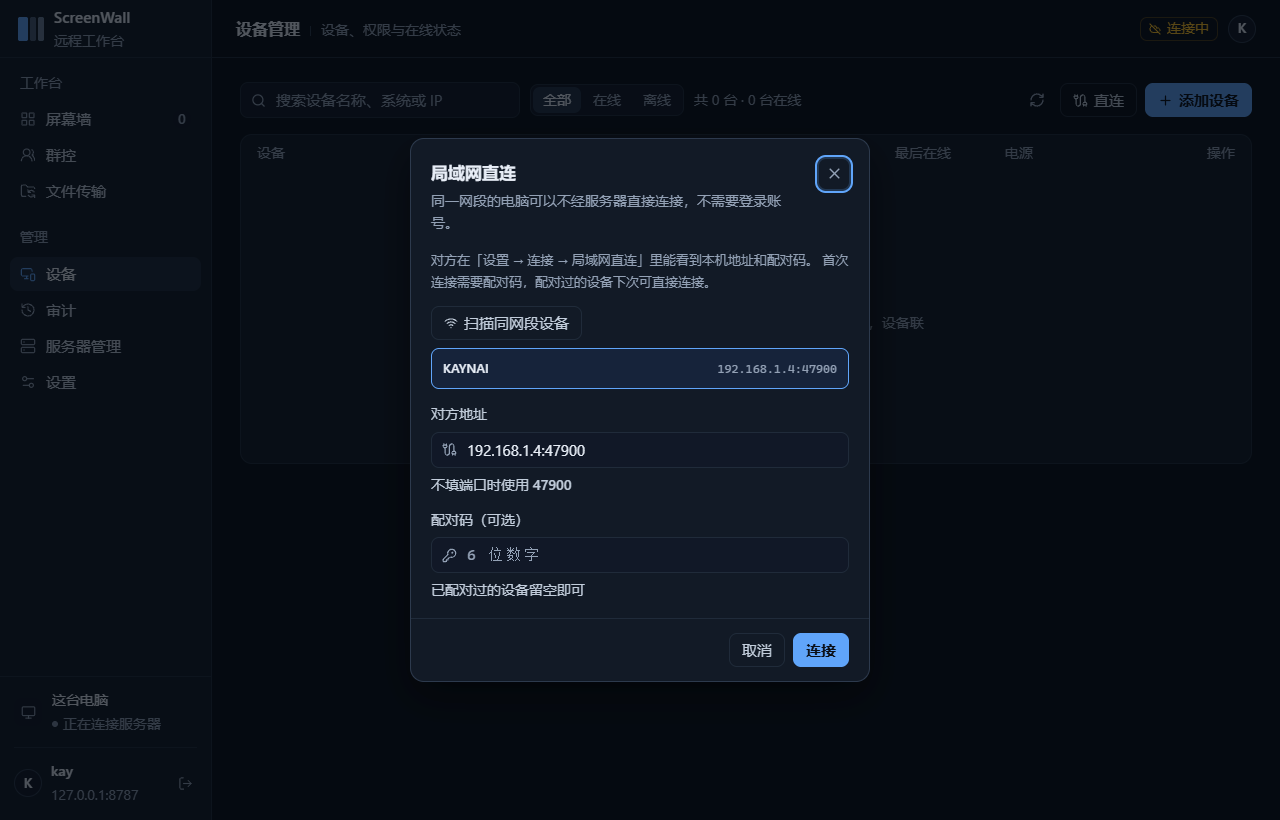 ScreenWall
远程工作台
设备管理
设备、权限与在线状态
连接中
K
工作台
屏幕墙
0
群控
文件传输
管理
设备
审计
服务器管理
设置
搜索设备名称、系统或 IP
全部
在线
离线
共 0 台 · 0 台在线
直连
+ 添加设备
设备
最后在线
电源
操作
，设备联
局域网直连
同一网段的电脑可以不经服务器直接连接，不需要登录账
号。
对方在「设置 → 连接 → 局域网直连」里能看到本机地址和配对码。 首次
连接需要配对码，配对过的设备下次可直接连接。
扫描同网段设备
KAYNAI
192.168.1.4:47900
对方地址
192.168.1.4:47900
不填端口时使用 47900
配对码（可选）
6 位数字
已配对过的设备留空即可
取消
连接
这台电脑
正在连接服务器
K
kay
127.0.0.1:8787